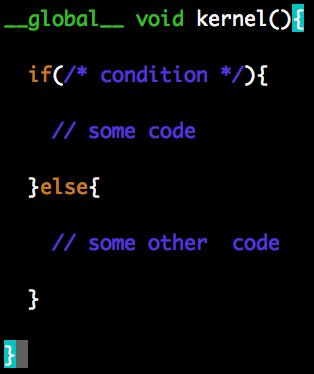 __global__ void kernel(){
if(/* condition */){
// some code
}else{
// some other  code
}
}